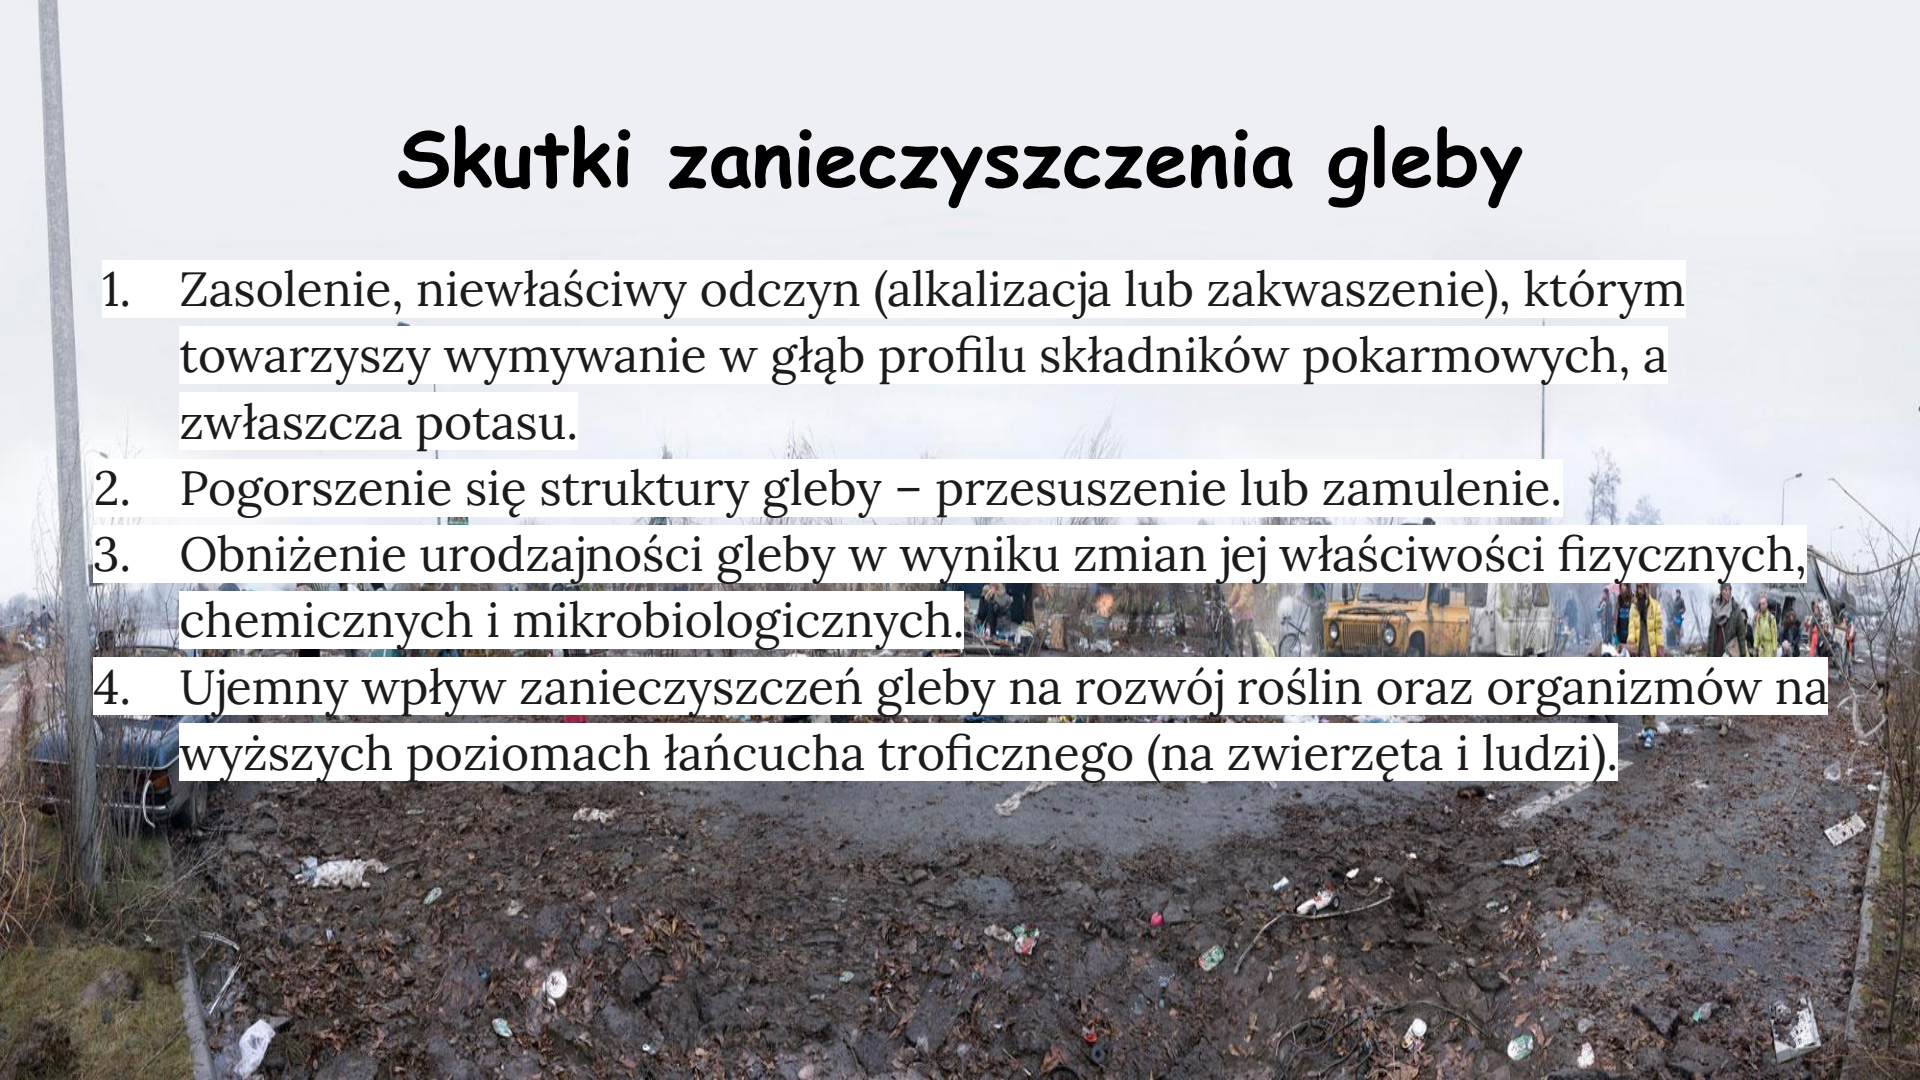 Skutki zanieczyszczenia gleby
1. Zasolenie, niewłaściwy odczyn (alkalizacja lub zakwaszenie), którym
towarzyszy wymywanie w głąb profilu składników pokarmowych, a
zwłaszcza potasu.
2. Pogorszenie się struktury gleby – przesuszenie lub zamulenie.
3. Obniżenie urodzajności gleby w wyniku zmian jej właściwości fizycznych,
chemicznych i mikrobiologicznych.
4. Ujemny wpływ zanieczyszczeń gleby na rozwój roślin oraz organizmów na
wyższych poziomach łańcucha troficznego (na zwierzęta i ludzi).